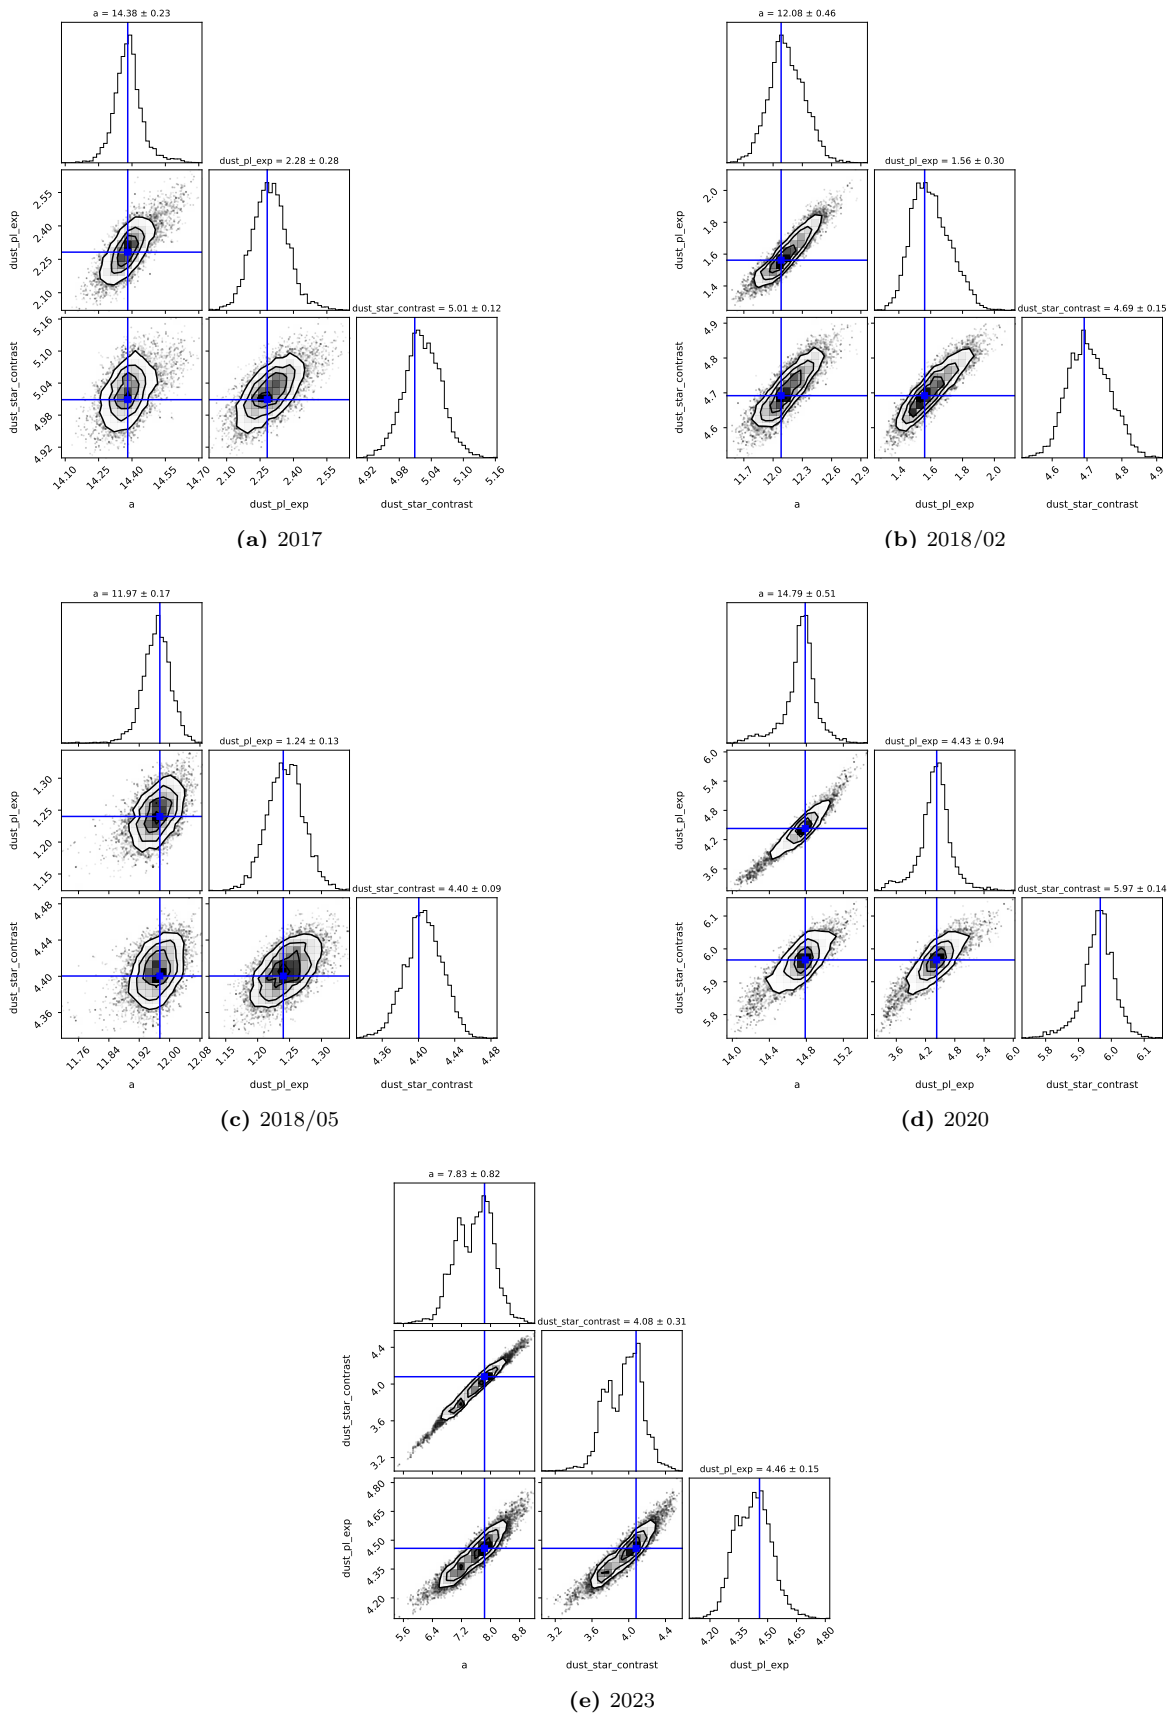 a = 14.38 ± 0.23
dust_pl_exp = 2.28 ± 0.28
dust_star_contrast = 5.01 ± 0.12
dust_pl_exp
2.55
2.40
2.25
2.10
dust_star_contrast
5.16
5.10
5.04
4.98
4.92
14.10 14.25 14.40 14.55 14.70
2.10 2.25 2.40 2.55
4.92 4.98 5.04 5.10 5.16
a dust_pl_exp dust_star_contrast
(a) 2017
a = 12.08 ± 0.46
dust_pl_exp = 1.56 ± 0.30
dust_star_contrast = 4.69 ± 0.15
dust_pl_exp
2.0
1.8
1.6
1.4
dust_star_contrast
4.9
4.8
4.7
4.6
11.7 12.0 12.3 12.6 12.9
1.4 1.6 1.8 2.0
4.6 4.7 4.8 4.9
a dust_pl_exp dust_star_contrast
(b) 2018/02
a = 11.97 ± 0.17
dust_pl_exp = 1.24 ± 0.13
dust_star_contrast = 4.40 ± 0.09
dust_pl_exp
1.30
1.25
1.20
1.15
dust_star_contrast
4.48
4.44
4.40
4.36
11.76 11.84 11.92 12.00 12.08
1.15 1.20 1.25 1.30
4.36 4.40 4.44 4.48
a dust_pl_exp dust_star_contrast
(c) 2018/05
a = 14.79 ± 0.51
dust_pl_exp = 4.43 ± 0.94
dust_star_contrast = 5.97 ± 0.14
dust_pl_exp
6.0
5.4
4.8
4.2
3.6
dust_star_contrast
6.1
6.0
5.9
5.8
14.0 14.4 14.8 15.2
3.6 4.2 4.8 5.4 6.0
5.8 5.9 6.0 6.1
a dust_pl_exp dust_star_contrast
(d) 2020
a = 7.83 ± 0.82
dust_star_contrast = 4.08 ± 0.31
dust_pl_exp = 4.46 ± 0.15
dust_star_contrast
4.4
4.0
3.6
3.2
dust_pl_exp
4.80
4.65
4.50
4.35
4.20
5.6 6.4 7.2 8.0 8.8
3.2 3.6 4.0 4.4
4.20 4.35 4.50 4.65 4.80
a dust_star_contrast dust_pl_exp
(e) 2023